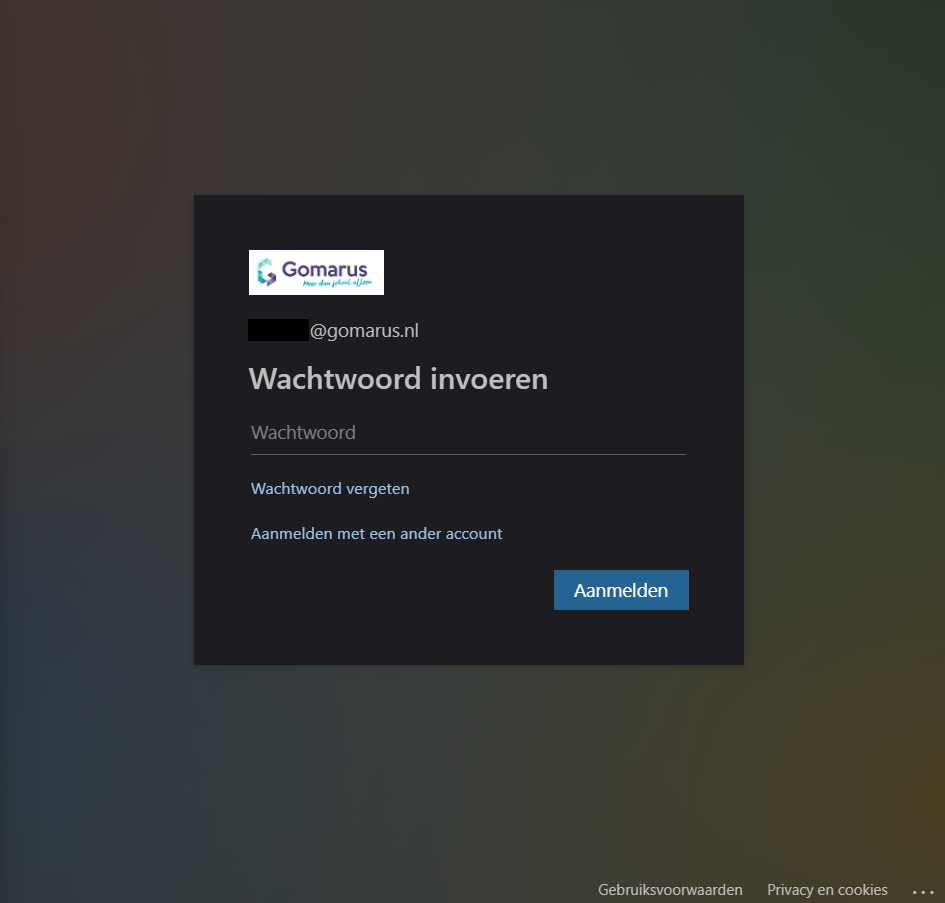 Gomarus
Meer dan school alleen
@gomarus.nl
Wachtwoord invoeren
Wachtwoord
Wachtwoord vergeten
Aanmelden met een ander account
Aanmelden
Gebruiksvoorwaarden Privacy en cookies ...